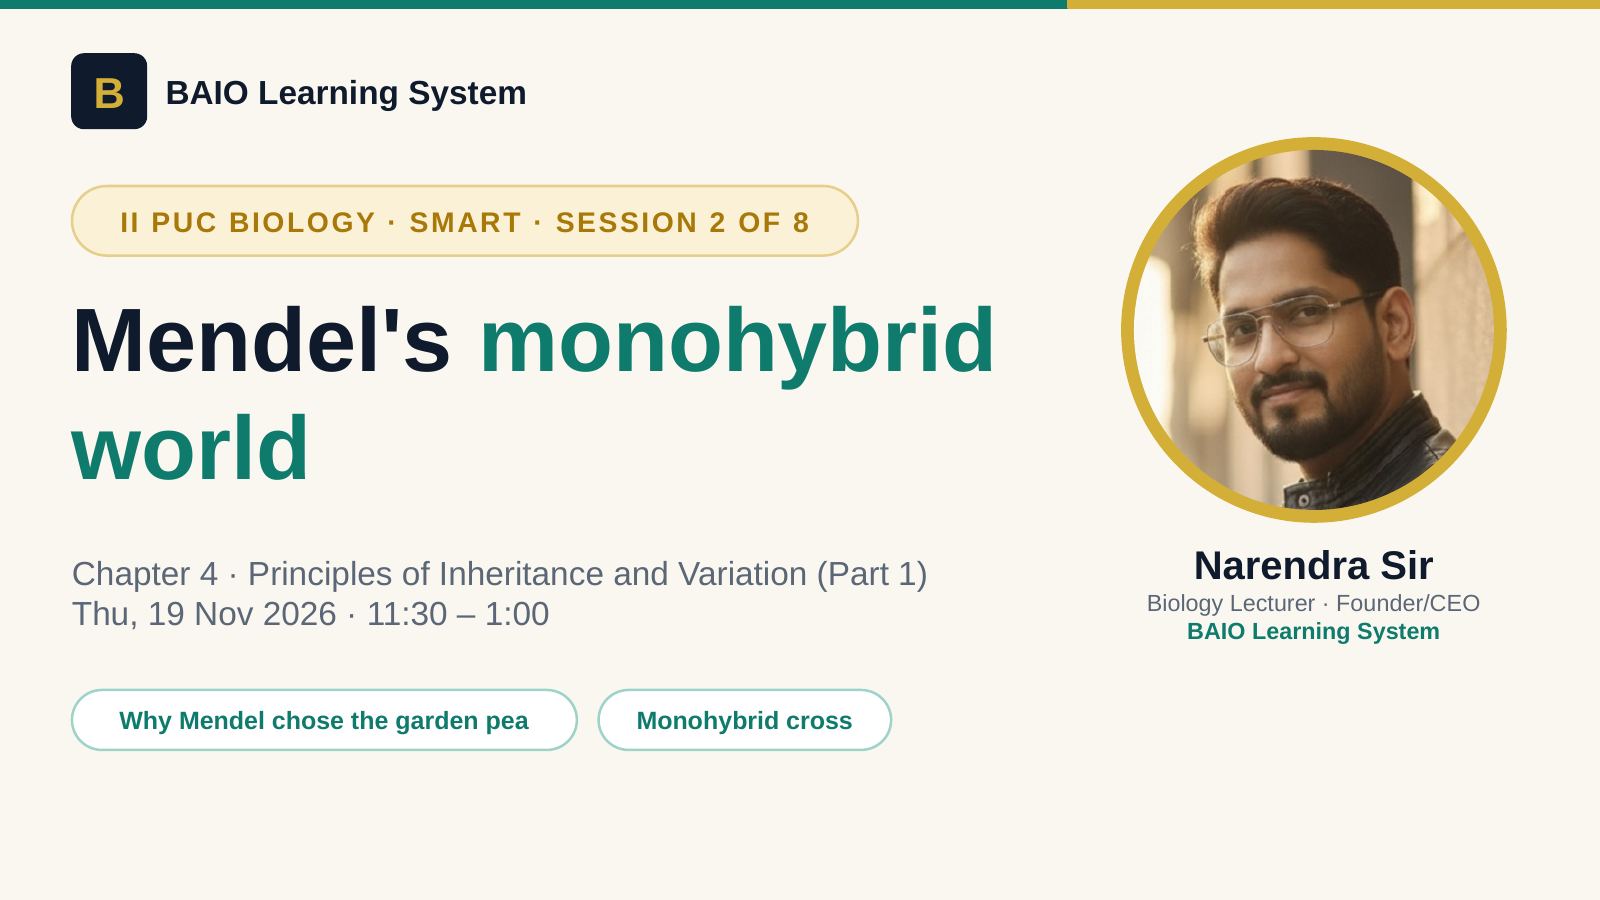 B
BAIO Learning System
II PUC BIOLOGY · SMART · SESSION 2 OF 8
Mendel's monohybrid
world
Chapter 4 · Principles of Inheritance and Variation (Part 1)
Thu, 19 Nov 2026 · 11:30 – 1:00
Why Mendel chose the garden pea
Monohybrid cross
Narendra Sir
Biology Lecturer · Founder/CEO
BAIO Learning System